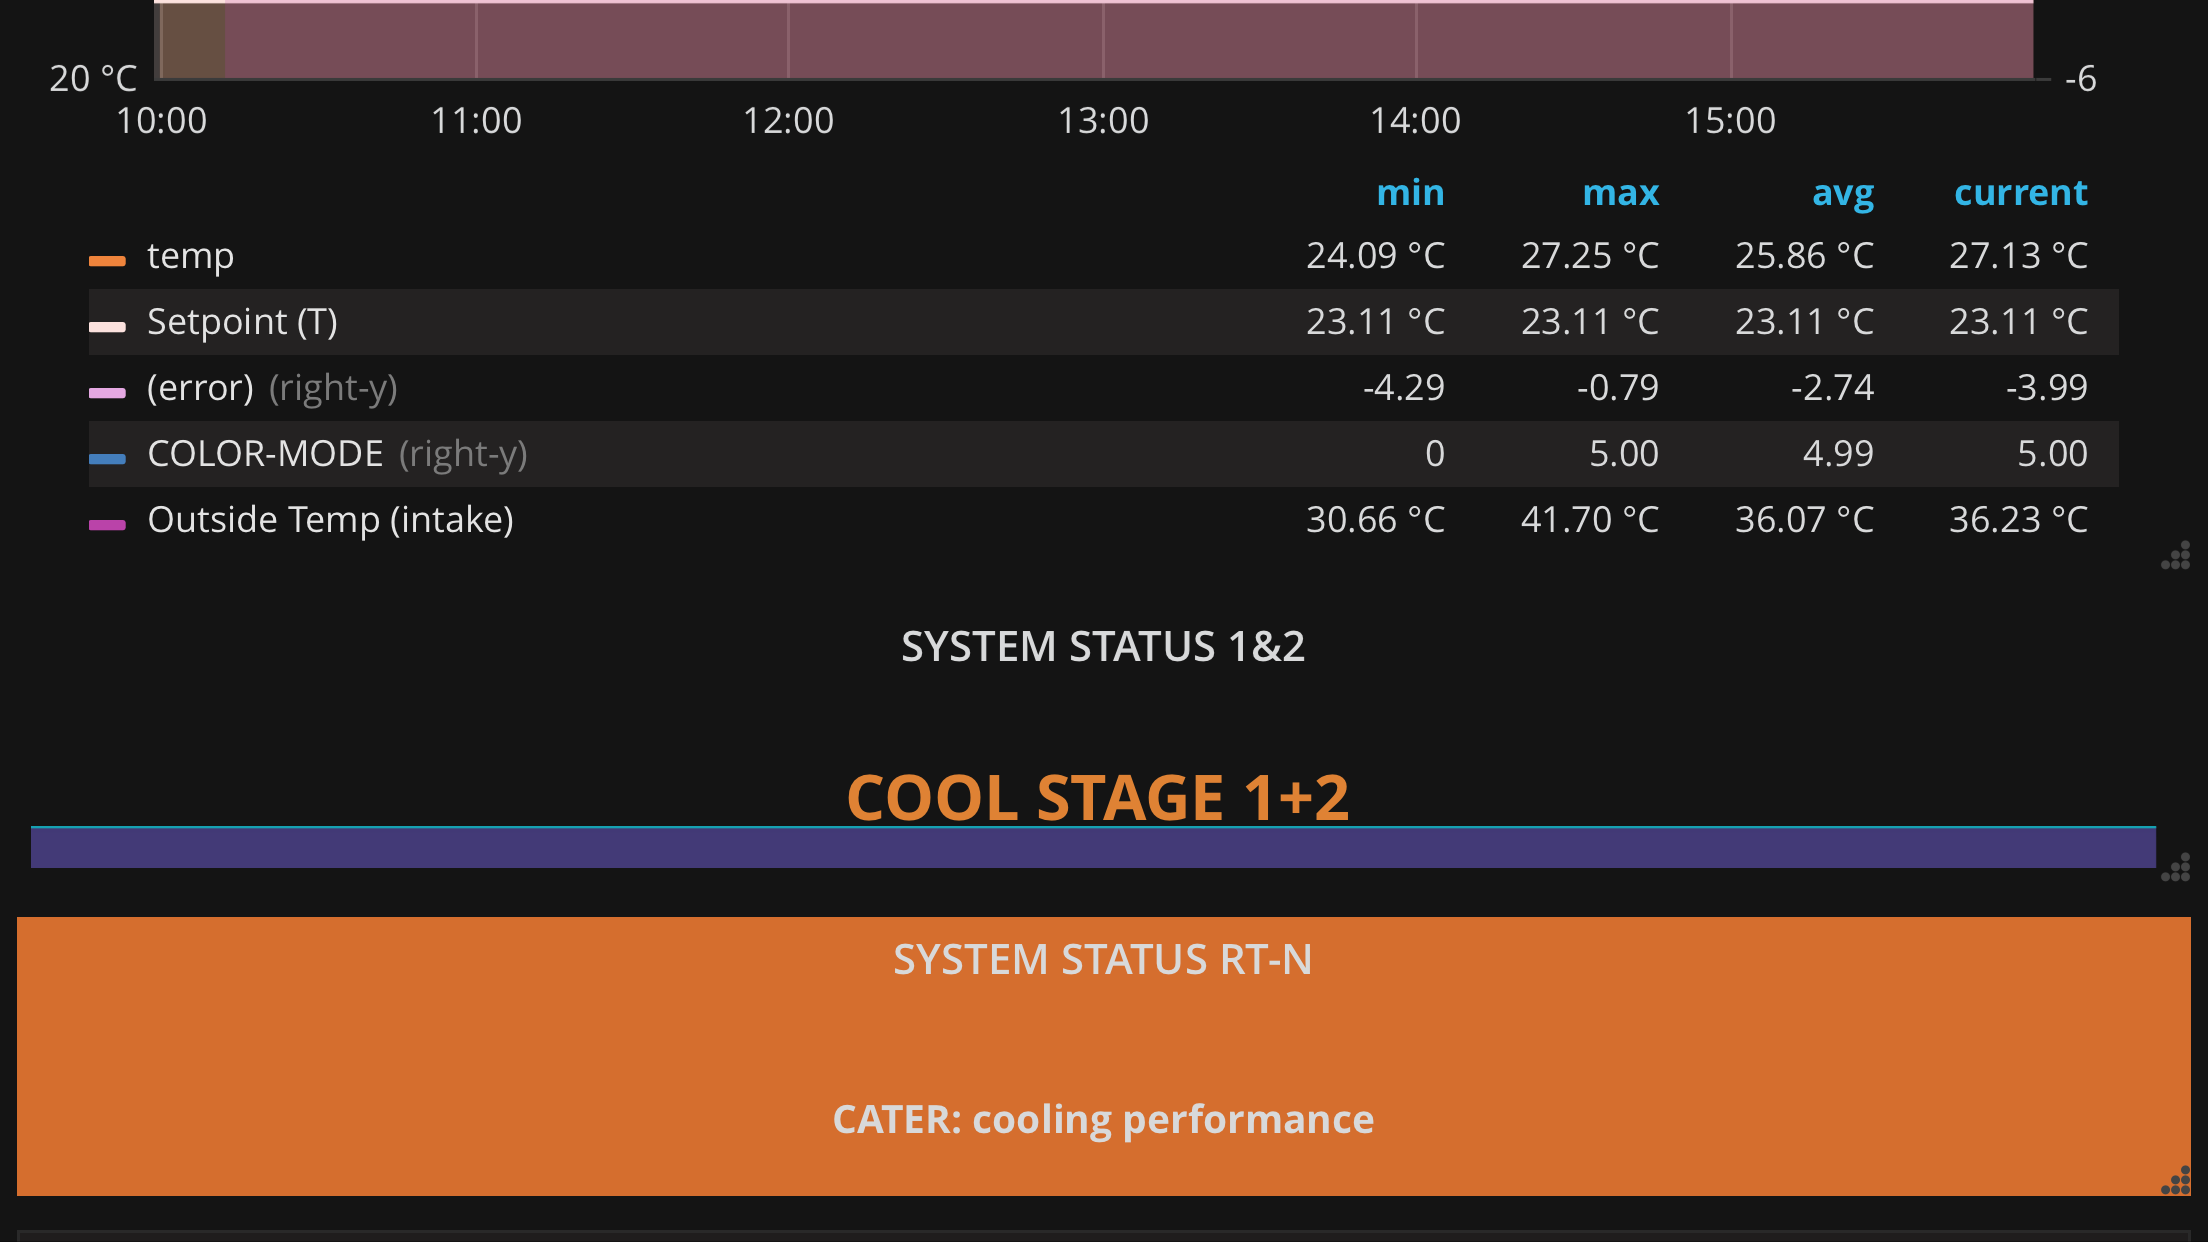 20 °C -6
10:00 11:00 12:00 13:00 14:00 15:00
min max avg current
temp 24.09 °C 27.25 °C 25.86 °C 27.13 °C
Setpoint (T) 23.11 °C 23.11 °C 23.11 °C 23.11 °C
(error) (right-y) -4.29 -0.79 -2.74 -3.99
COLOR-MODE (right-y) 0 5.00 4.99 5.00
Outside Temp (intake) 30.66 °C 41.70 °C 36.07 °C 36.23 °C
SYSTEM STATUS 1&2
COOL STAGE 1+2
SYSTEM STATUS RT-N
CATER: cooling performance